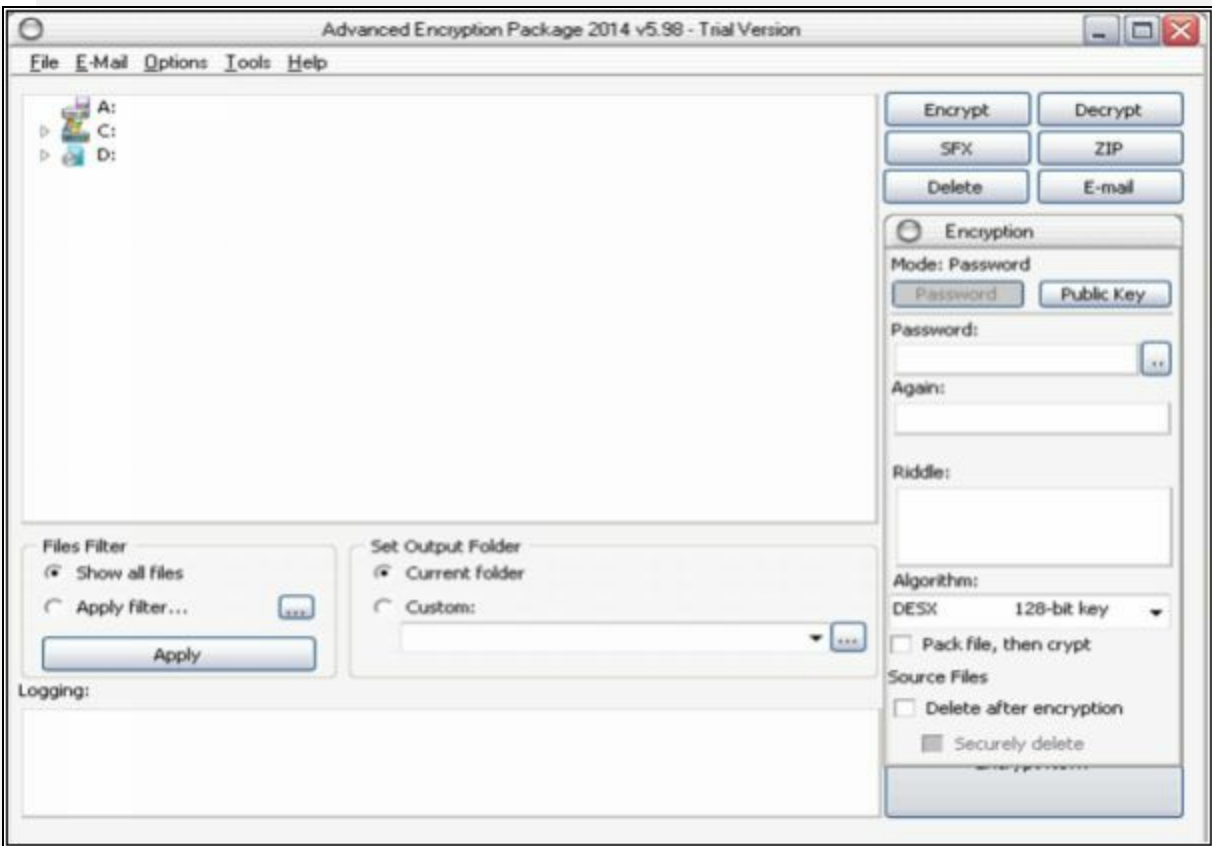 Advanced Encryption Package 2014 v5.98 - Trial Version
File E-Mail Options Tools Help
A:
C:
D:
Encrypt Decrypt
SFX ZIP
Delete E-mail
Encryption
Mode: Password
Password Public Key
Password:
..
Again:
Riddle:
Algorithm:
DESX 128-bit key
Pack file, then crypt
Source Files
Delete after encryption
Securely delete
Files Filter
Show all files
Apply filter...
...
Apply
Set Output Folder
Current folder
Custom:
...
Logging: